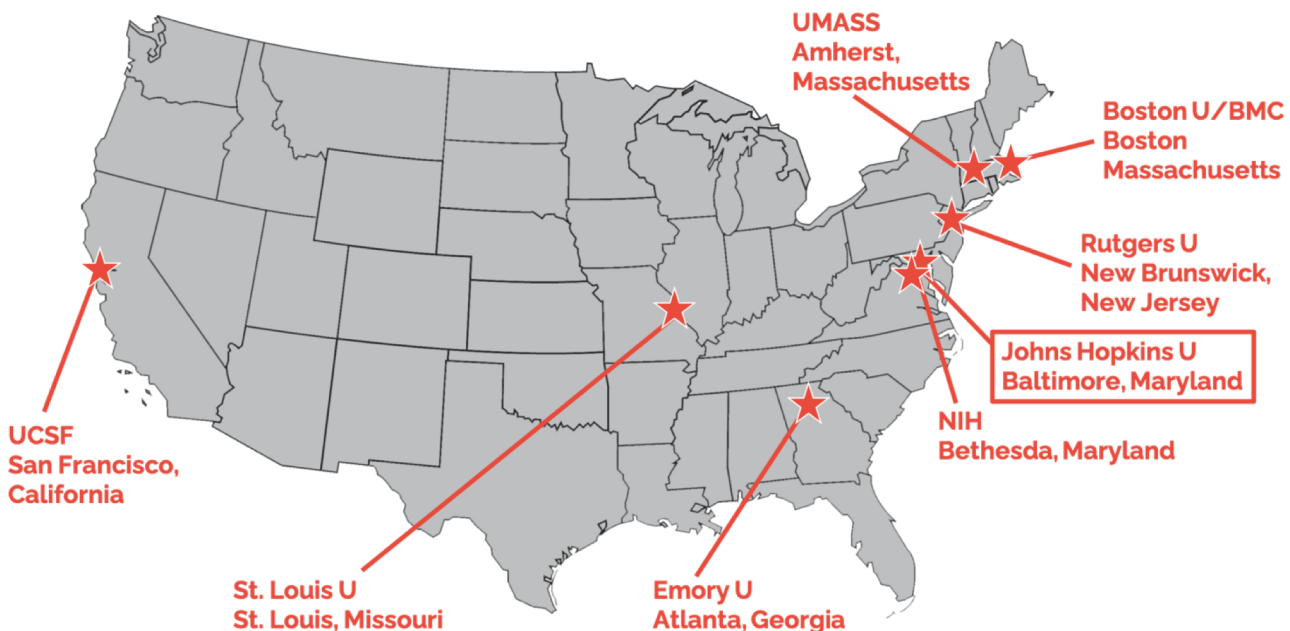 UMASS
Amherst,
Massachusetts
Boston U/BMC
Boston
Massachusetts
Rutgers U
New Brunswick,
New Jersey
Johns Hopkins U
Baltimore, Maryland
NIH
Bethesda, Maryland
UCSF
San Francisco,
California
St. Louis U
St. Louis, Missouri
Emory U
Atlanta, Georgia